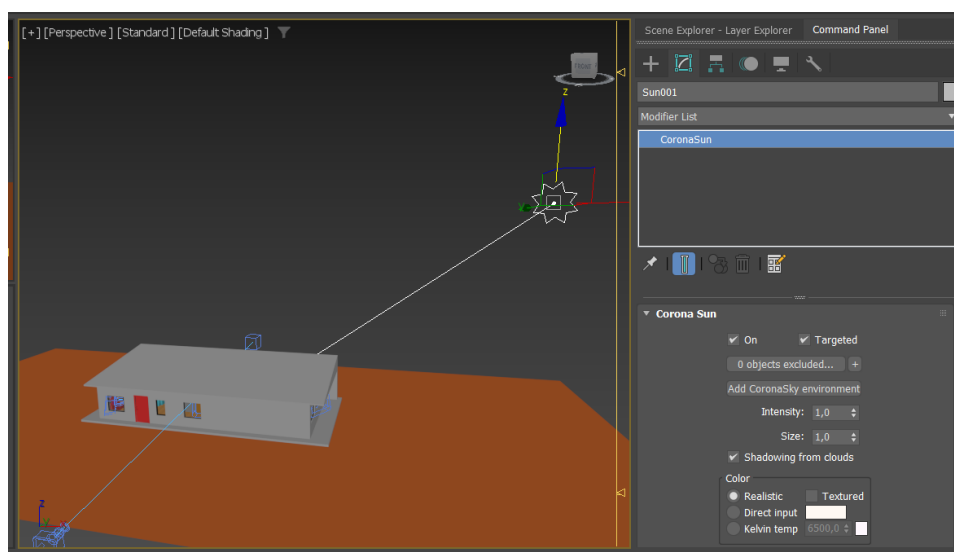 [+] [Perspective ] [Standard ] [Default Shading ]
Scene Explorer - Layer Explorer Command Panel
FRONT
Sun001
z
Modifier List
CoronaSun
Corona Sun
On Targeted
0 objects excluded... +
Add CoronaSky environment
Intensity: 1,0
Size: 1,0
Shadowing from clouds
Color
Realistic Textured
Direct input
Kelvin temp 6500,0
z